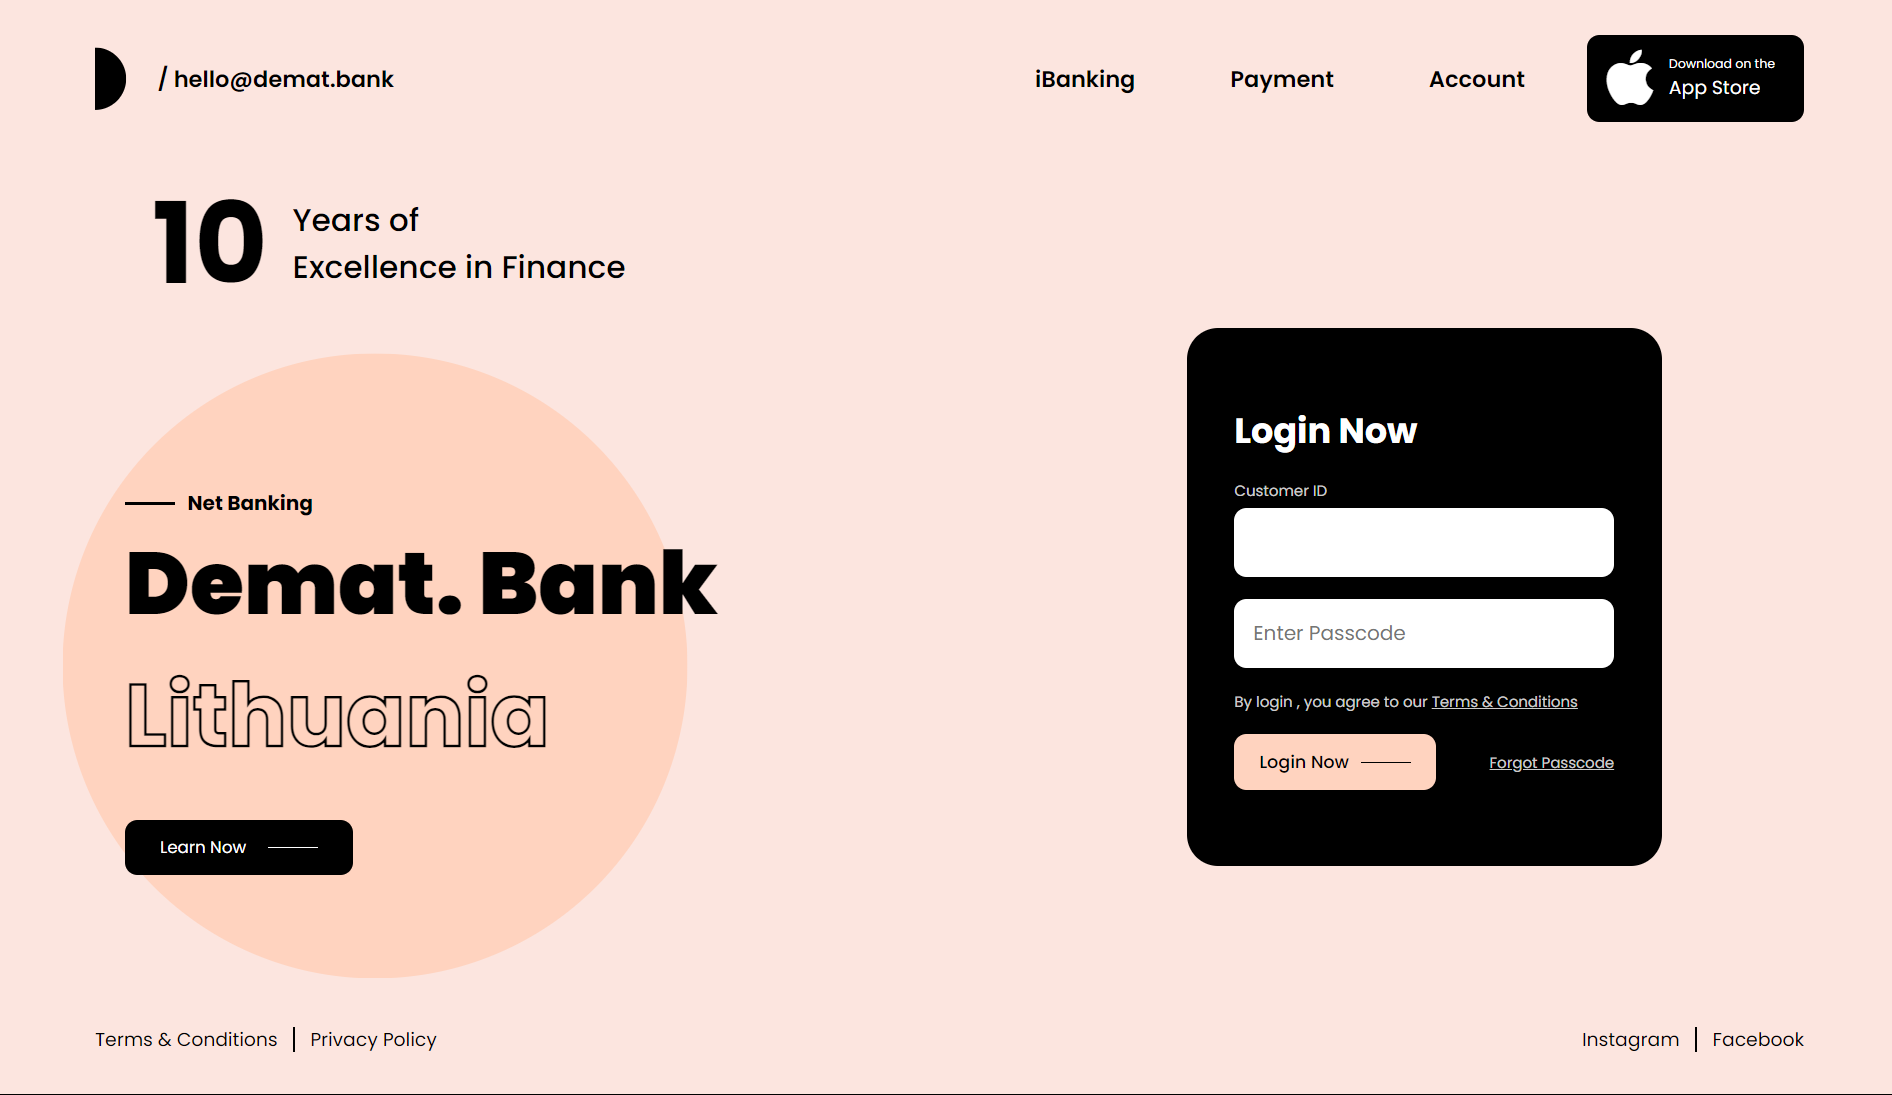 / hello@demat.bank
iBanking
Payment
Account
Download on the
App Store
10
Years of
Excellence in Finance
Net Banking
Demat. Bank
Lithuania
Learn Now
Login Now
Customer ID
Enter Passcode
By login , you agree to our Terms & Conditions
Login Now
Forgot Passcode
Terms & Conditions
Privacy Policy
Instagram
Facebook